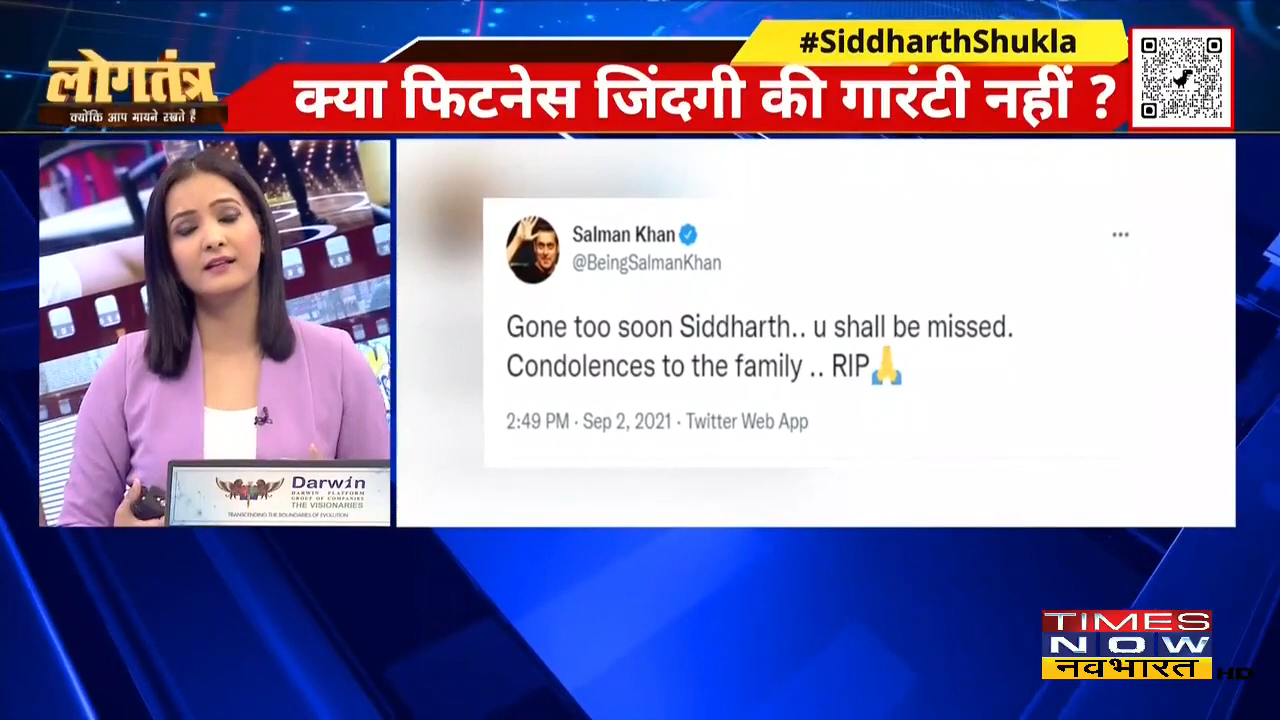 #SiddharthShukla
लोगतंत्र
क्योंकि आप मायने रखते हैं
क्या फिटनेस जिंदगी की गारंटी नहीं ?
Salman Khan
@BeingSalmanKhan
Gone too soon Siddharth.. u shall be missed.
Condolences to the family .. RIP🙏
2:49 PM · Sep 2, 2021 · Twitter Web App
Darwin
DARWIN PLATFORM
GROUP OF COMPANIES
THE VISIONARIES
TRANSCENDING THE BOUNDARIES OF EVOLUTION
TIMES
NOW
नवभारत
HD